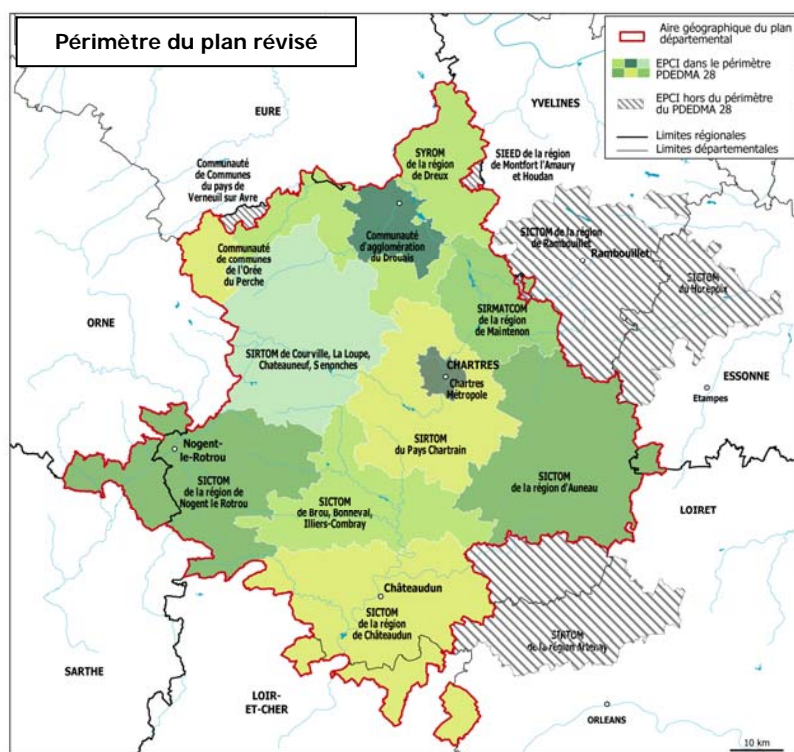 Périmètre du plan révisé
Aire géographique du plan
départemental
EPCI dans le périmètre
PDEDMA 28
EPCI hors du périmètre
du PDEDMA 28
Limites régionales
Limites départementales
EURE
YVELINES
Communauté
de Communes
du pays de
Verneuil sur Avre
SYROM
de la région
de Dreux
SIEED de la région
de Montfort l'Amaury
et Houdan
Communauté
d'agglomération
du Drouais
SICTOM de la région
de Rambouillet
Rambouillet
SICTOM
du Hurepoix
Communauté
de communes
de l'Orée
du Perche
SIRMATCOM
de la région
de Maintenon
ORNE
SIRTOM de Courville, La Loupe,
Chateauneuf, Senonches
CHARTRES
Chartres
Métropole
ESSONNE
Etampes
Nogent-
le-Rotrou
SIRTOM
du Pays Chartrain
SICTOM
de la région de
Nogent le Rotrou
SICTOM
de Brou, Bonneval,
Illiers-Combray
SICTOM
de la région d'Auneau
LOIRET
Châteaudun
SICTOM
de la région
de Châteaudun
SIRTOM
de la région Artenay
SARTHE
LOIR-
ET-CHER
ORLEANS
10 km